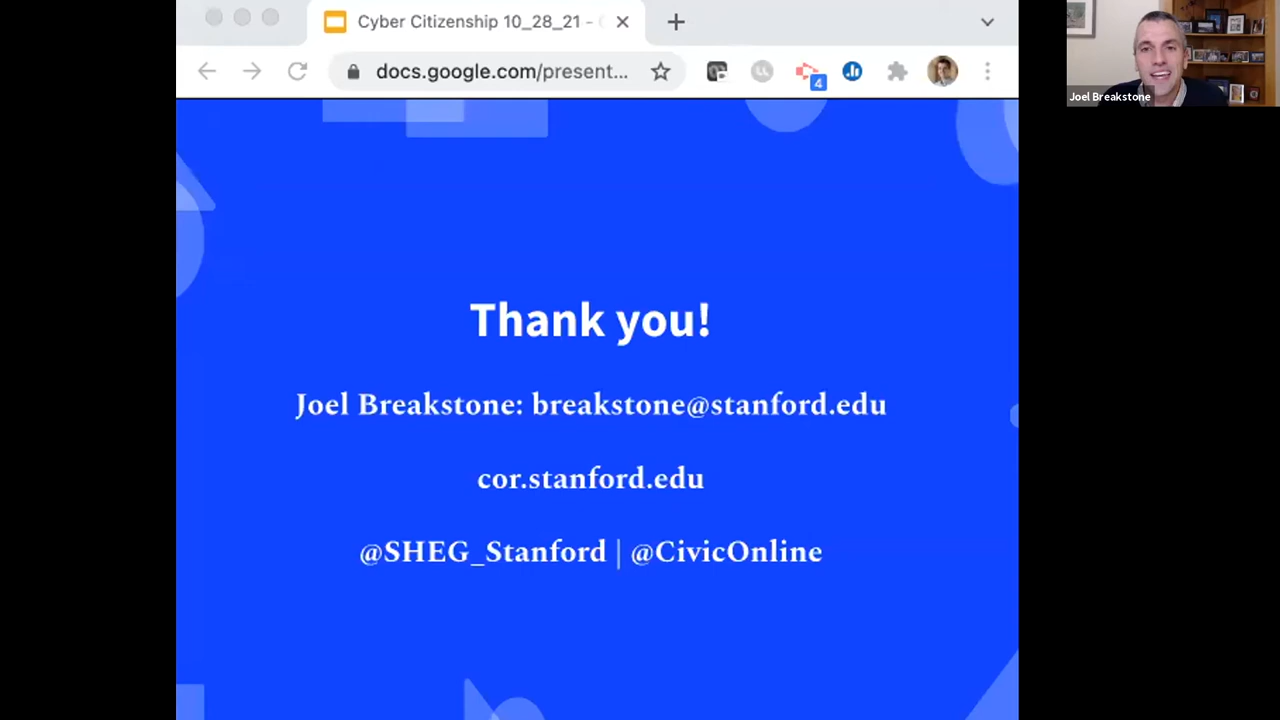 Cyber Citizenship 10_28_21 -
docs.google.com/present...
4
Joel Breakstone
Thank you!
Joel Breakstone: breakstone@stanford.edu
cor.stanford.edu
@SHEG_Stanford | @CivicOnline